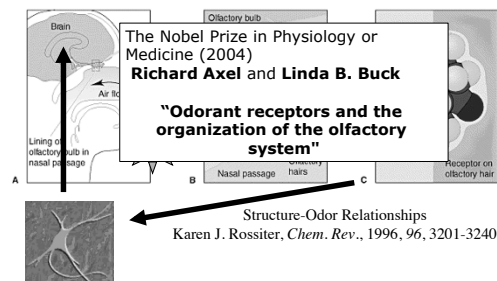 Olfactory bulb
Brain
The Nobel Prize in Physiology or
Medicine (2004)
Richard Axel and Linda B. Buck
“Odorant receptors and the
organization of the olfactory
system"
Air
Lining of
olfactory bulb in
nasal passage
Nasal passage
Olfactory
hairs
Receptor on
olfactory hair
A
B
C
Structure-Odor Relationships
Karen J. Rossiter, Chem. Rev., 1996, 96, 3201-3240